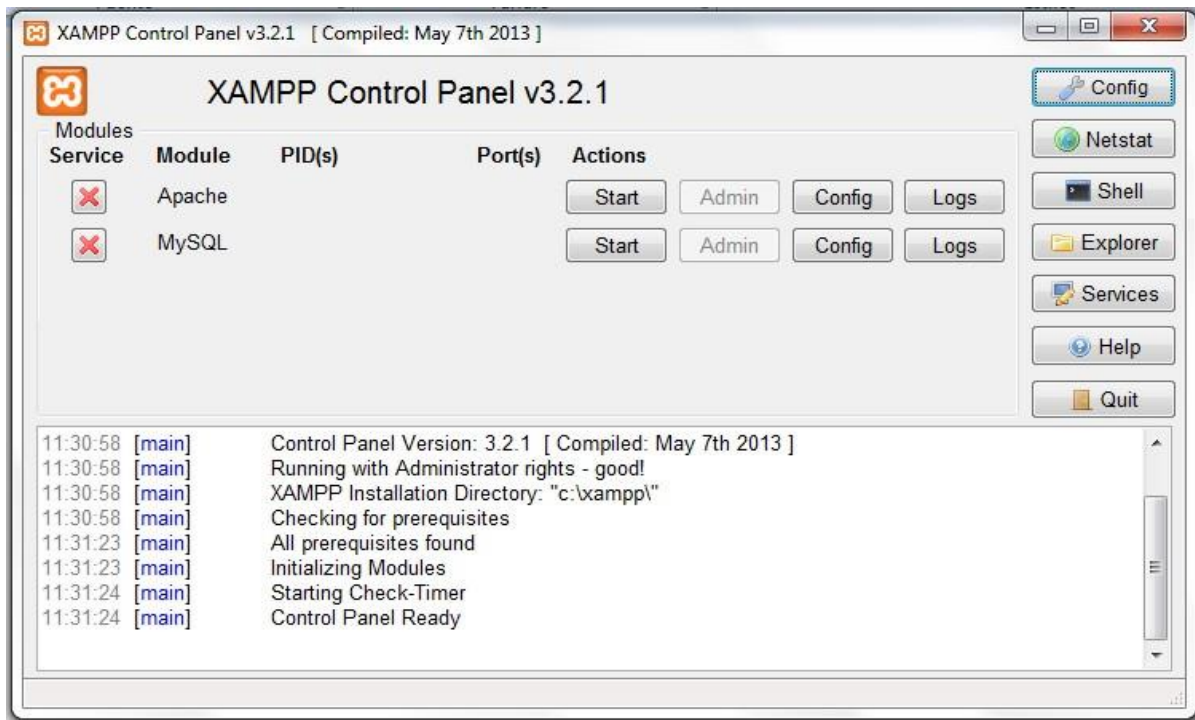 XAMPP Control Panel v3.2.1 [ Compiled: May 7th 2013 ]
XAMPP Control Panel v3.2.1
Config
Modules
Service Module PID(s) Port(s) Actions
Netstat
Apache Start Admin Config Logs
Shell
MySQL Start Admin Config Logs
Explorer
Services
Help
Quit
11:30:58 [main] Control Panel Version: 3.2.1 [ Compiled: May 7th 2013 ]
11:30:58 [main] Running with Administrator rights - good!
11:30:58 [main] XAMPP Installation Directory: "c:\xampp\"
11:30:58 [main] Checking for prerequisites
11:31:23 [main] All prerequisites found
11:31:23 [main] Initializing Modules
11:31:24 [main] Starting Check-Timer
11:31:24 [main] Control Panel Ready